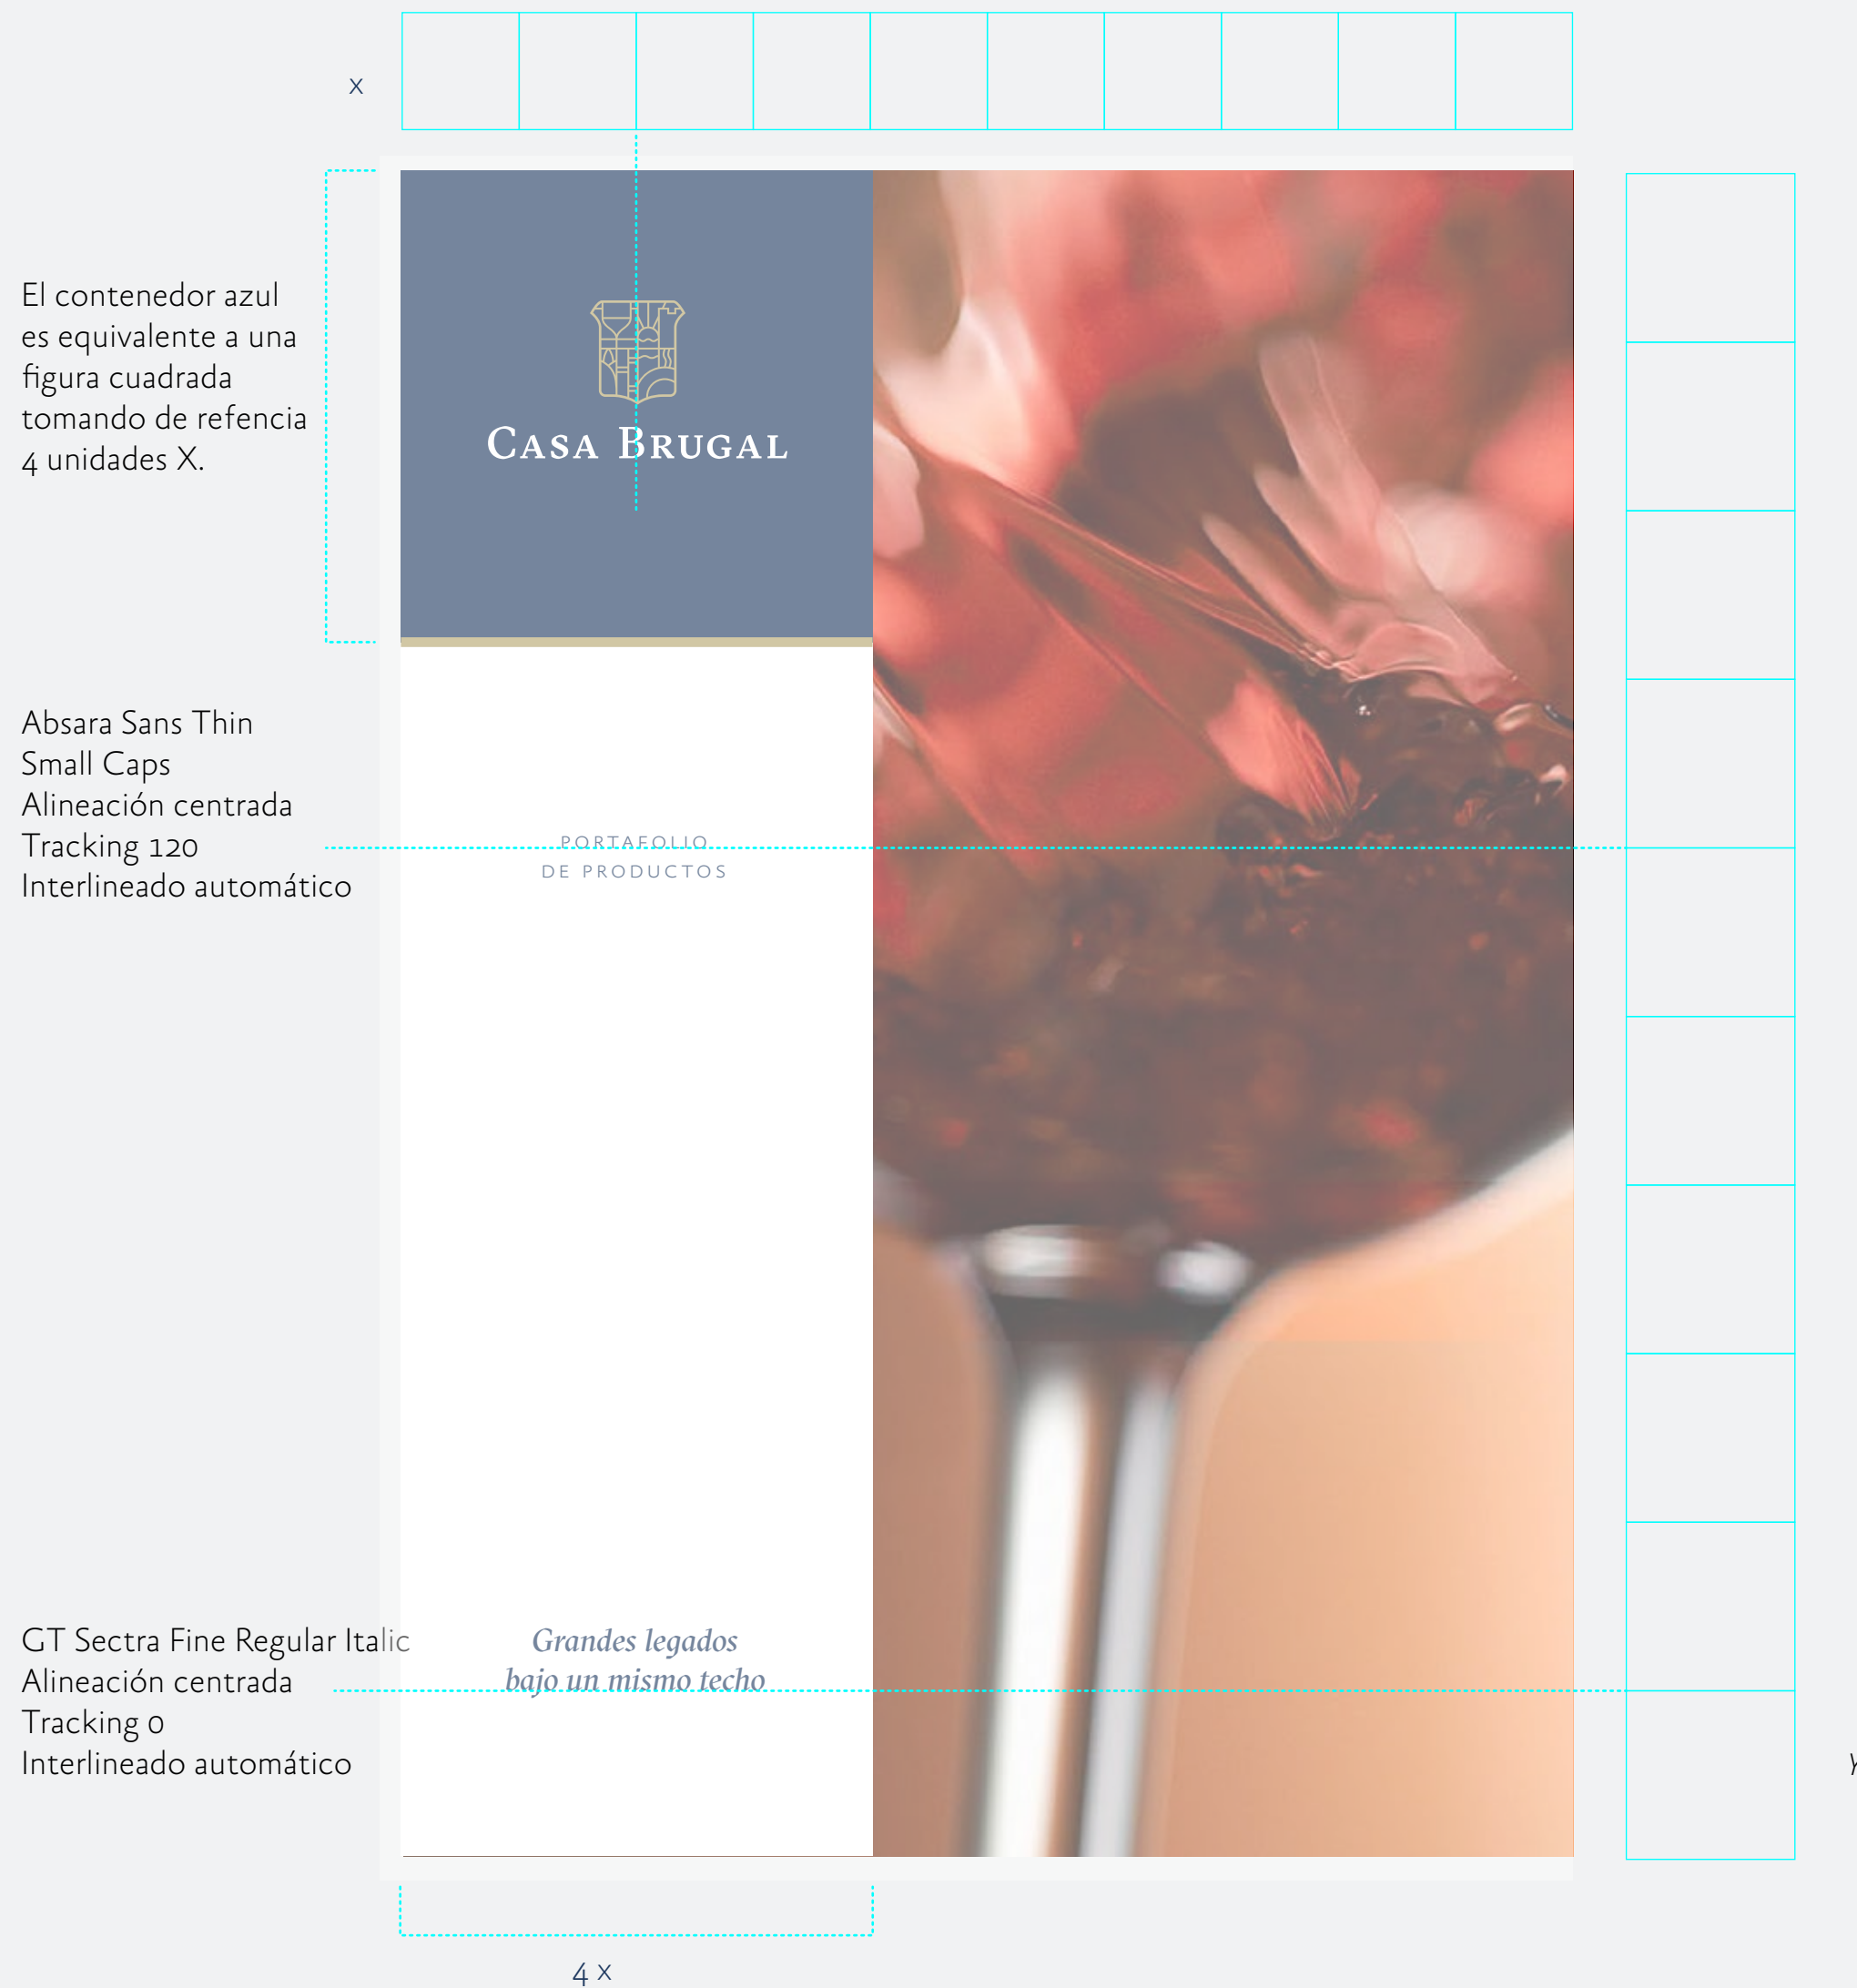 x
El contenedor azul
es equivalente a una
figura cuadrada
tomando de refencia
4 unidades X.
CASA BRUGAL
Absara Sans Thin
Small Caps
Alineación centrada
Tracking 120
Interlineado automático
PORTAFOLIO
DE PRODUCTOS
GT Sectra Fine Regular Italic
Alineación centrada
Tracking 0
Interlineado automático
Grandes legados
bajo un mismo techo
4 x